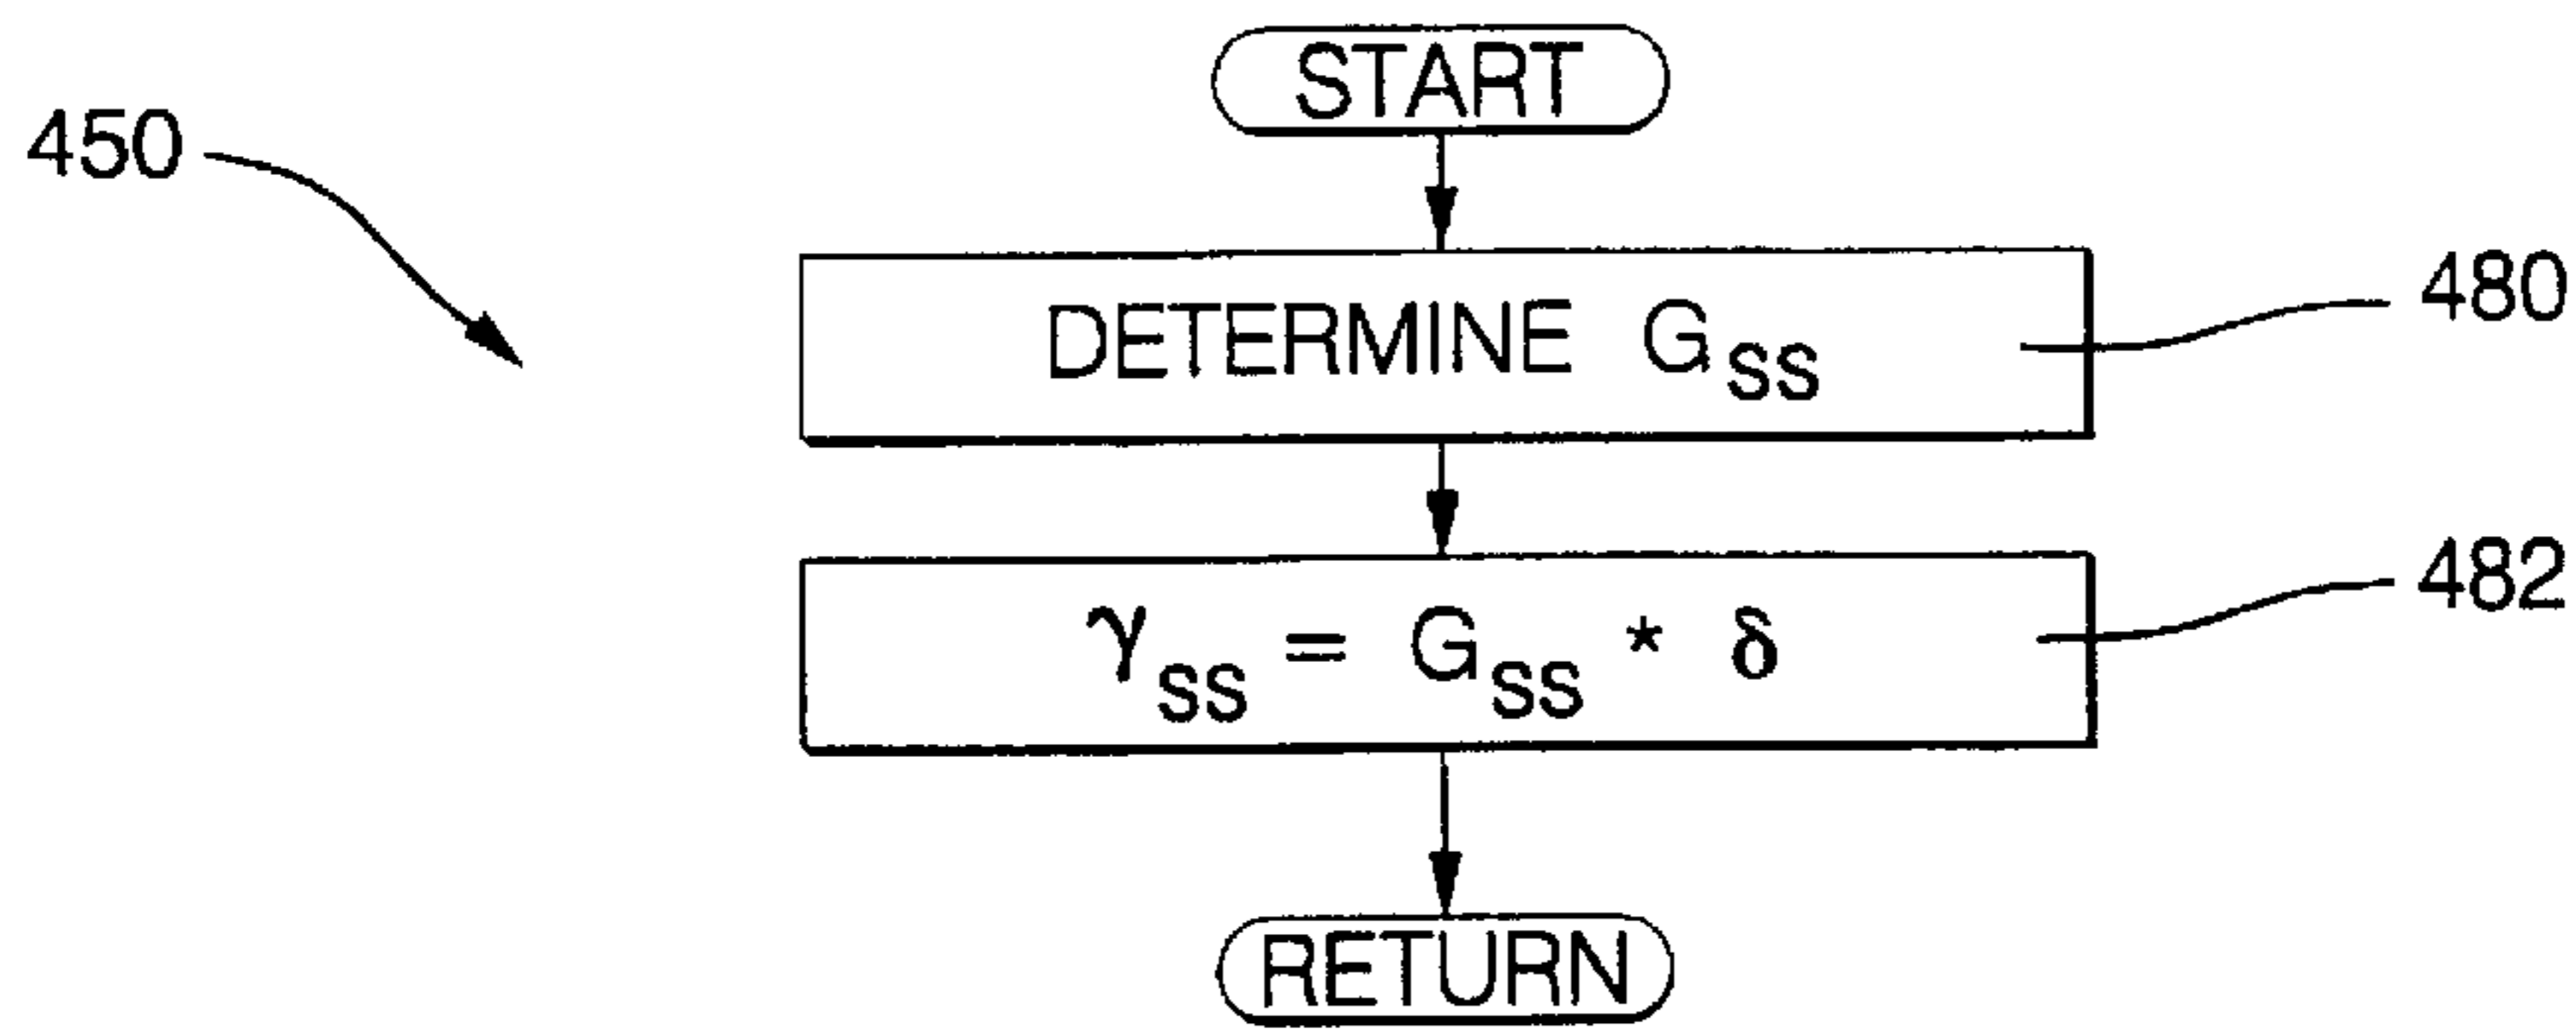 START
450
DETERMINE G_SS
480
γ_SS = G_SS * δ
482
RETURN